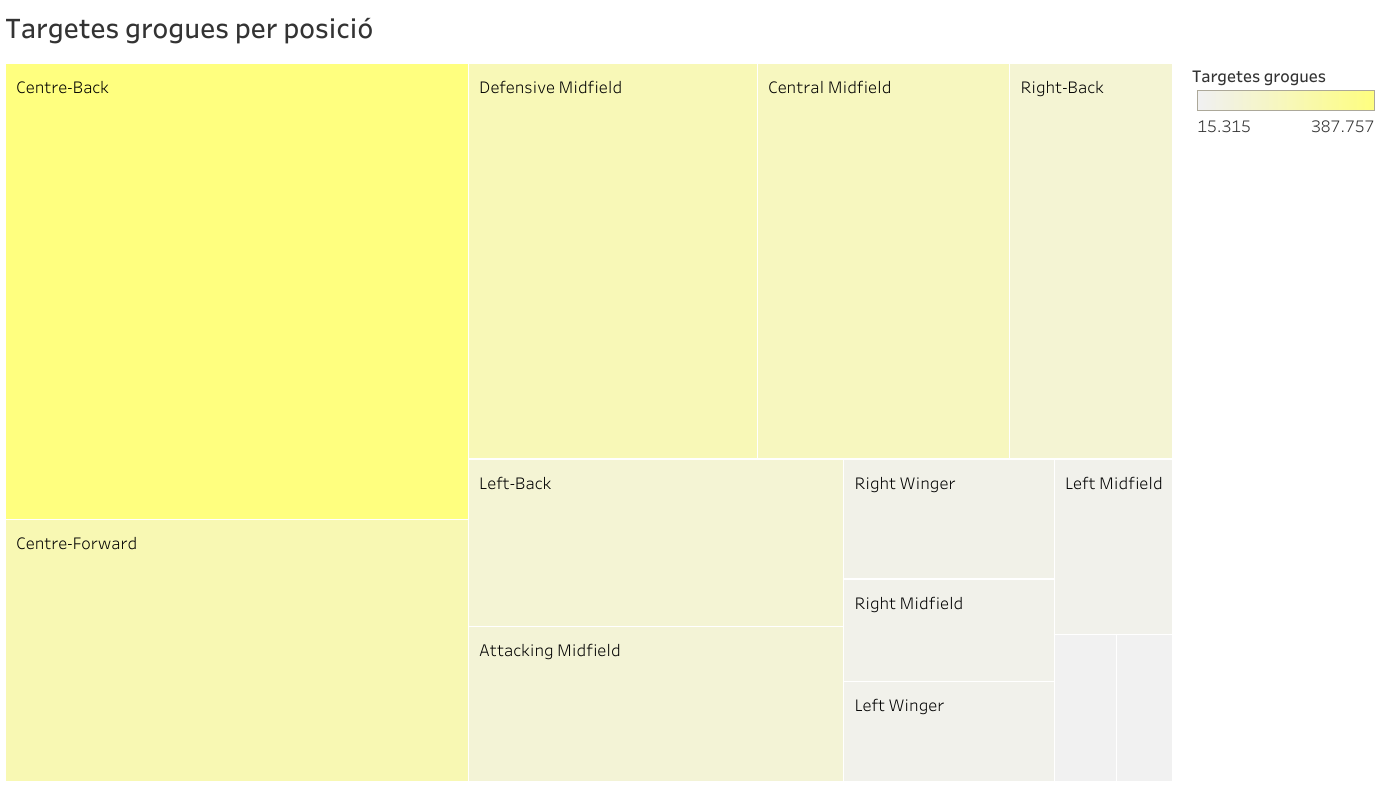 Targetes grogues per posició
Centre-Back
Defensive Midfield
Central Midfield
Right-Back
Targetes grogues
15.315
387.757
Left-Back
Right Winger
Left Midfield
Centre-Forward
Right Midfield
Attacking Midfield
Left Winger